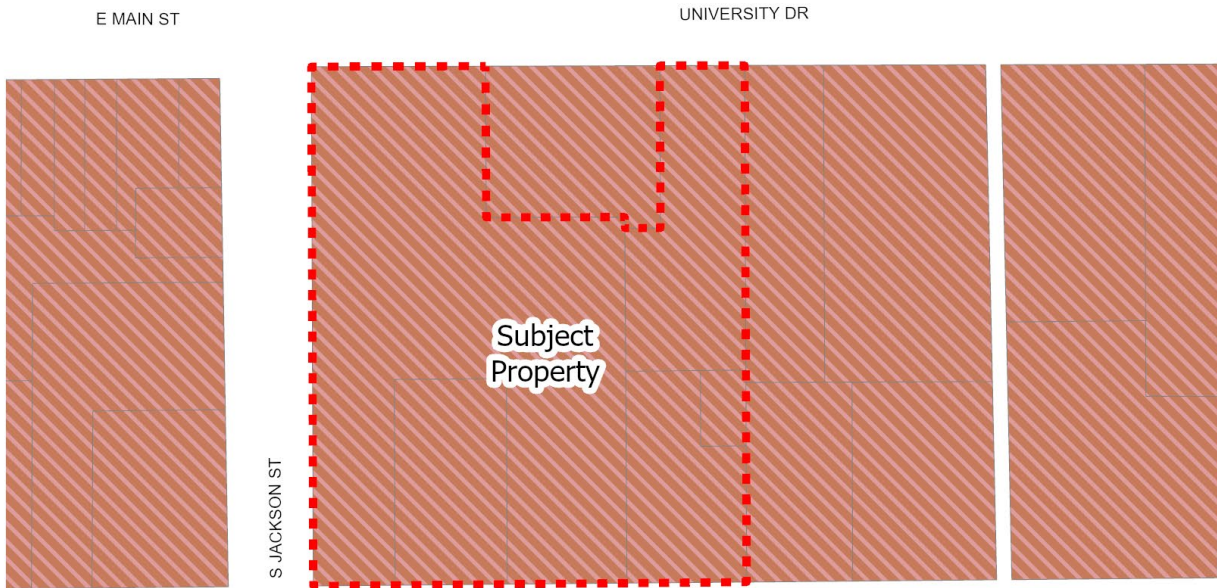 E MAIN ST
UNIVERSITY DR
Subject
Property
S JACKSON ST